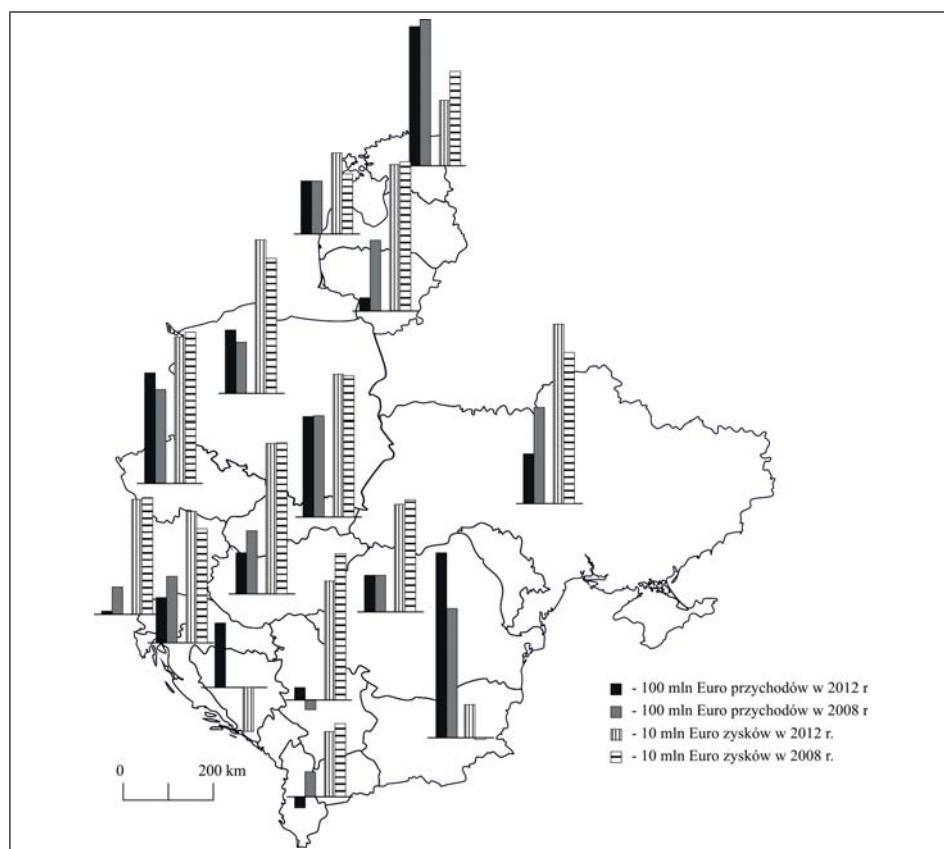 - 100 mln Euro przychodów w 2012 r
- 100 mln Euro przychodów w 2008 r
- 10 mln Euro zysków w 2012 r.
- 10 mln Euro zysków w 2008 r.
0 200 km